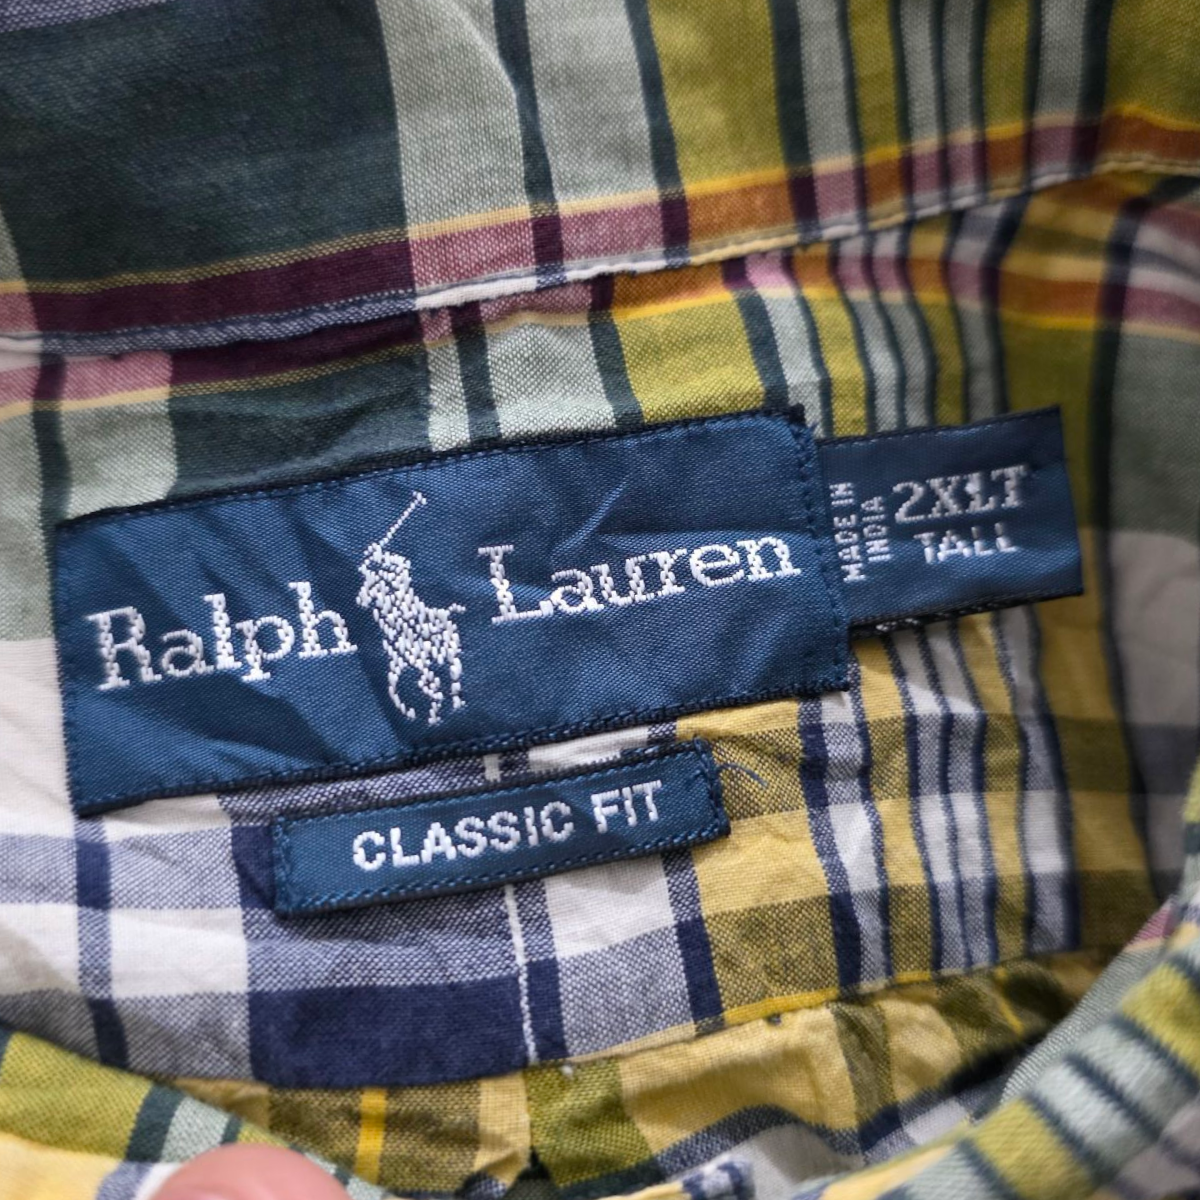 Ralph Lauren
MADE IN
INDIA
2XLT
TALL
CLASSIC FIT